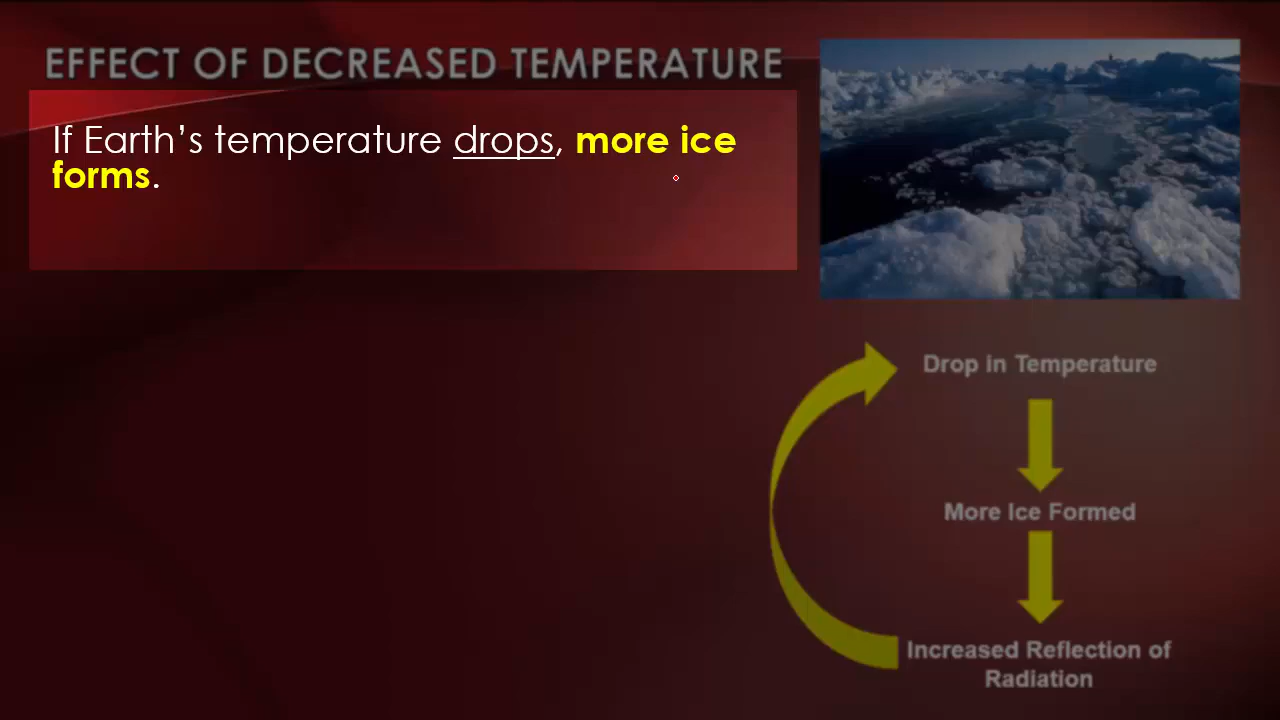 EFFECT OF DECREASED TEMPERATURE
If Earth’s temperature drops, more ice
forms.
Drop in Temperature
More Ice Formed
Increased Reflection of
Radiation